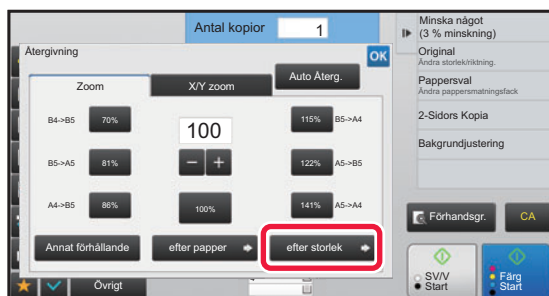 Antal kopior 1
Återgivning
OK
Zoom
X/Y zoom
Auto Återg.
B4->B5 70%
100
115% B5->A4
B5->A5 81%
− +
122% A5->B5
A4->B5 86%
100%
141% A5->A4
Annat förhållande
efter papper
efter storlek
Övrigt
Minska något
(3 % minskning)
Original
Ändra storlek/riktning.
Pappersval
Ändra pappersmatningsfack
2-Sidors Kopia
Bakgrundjustering
Förhandsgr.
CA
SV/V
Start
Färg
Start